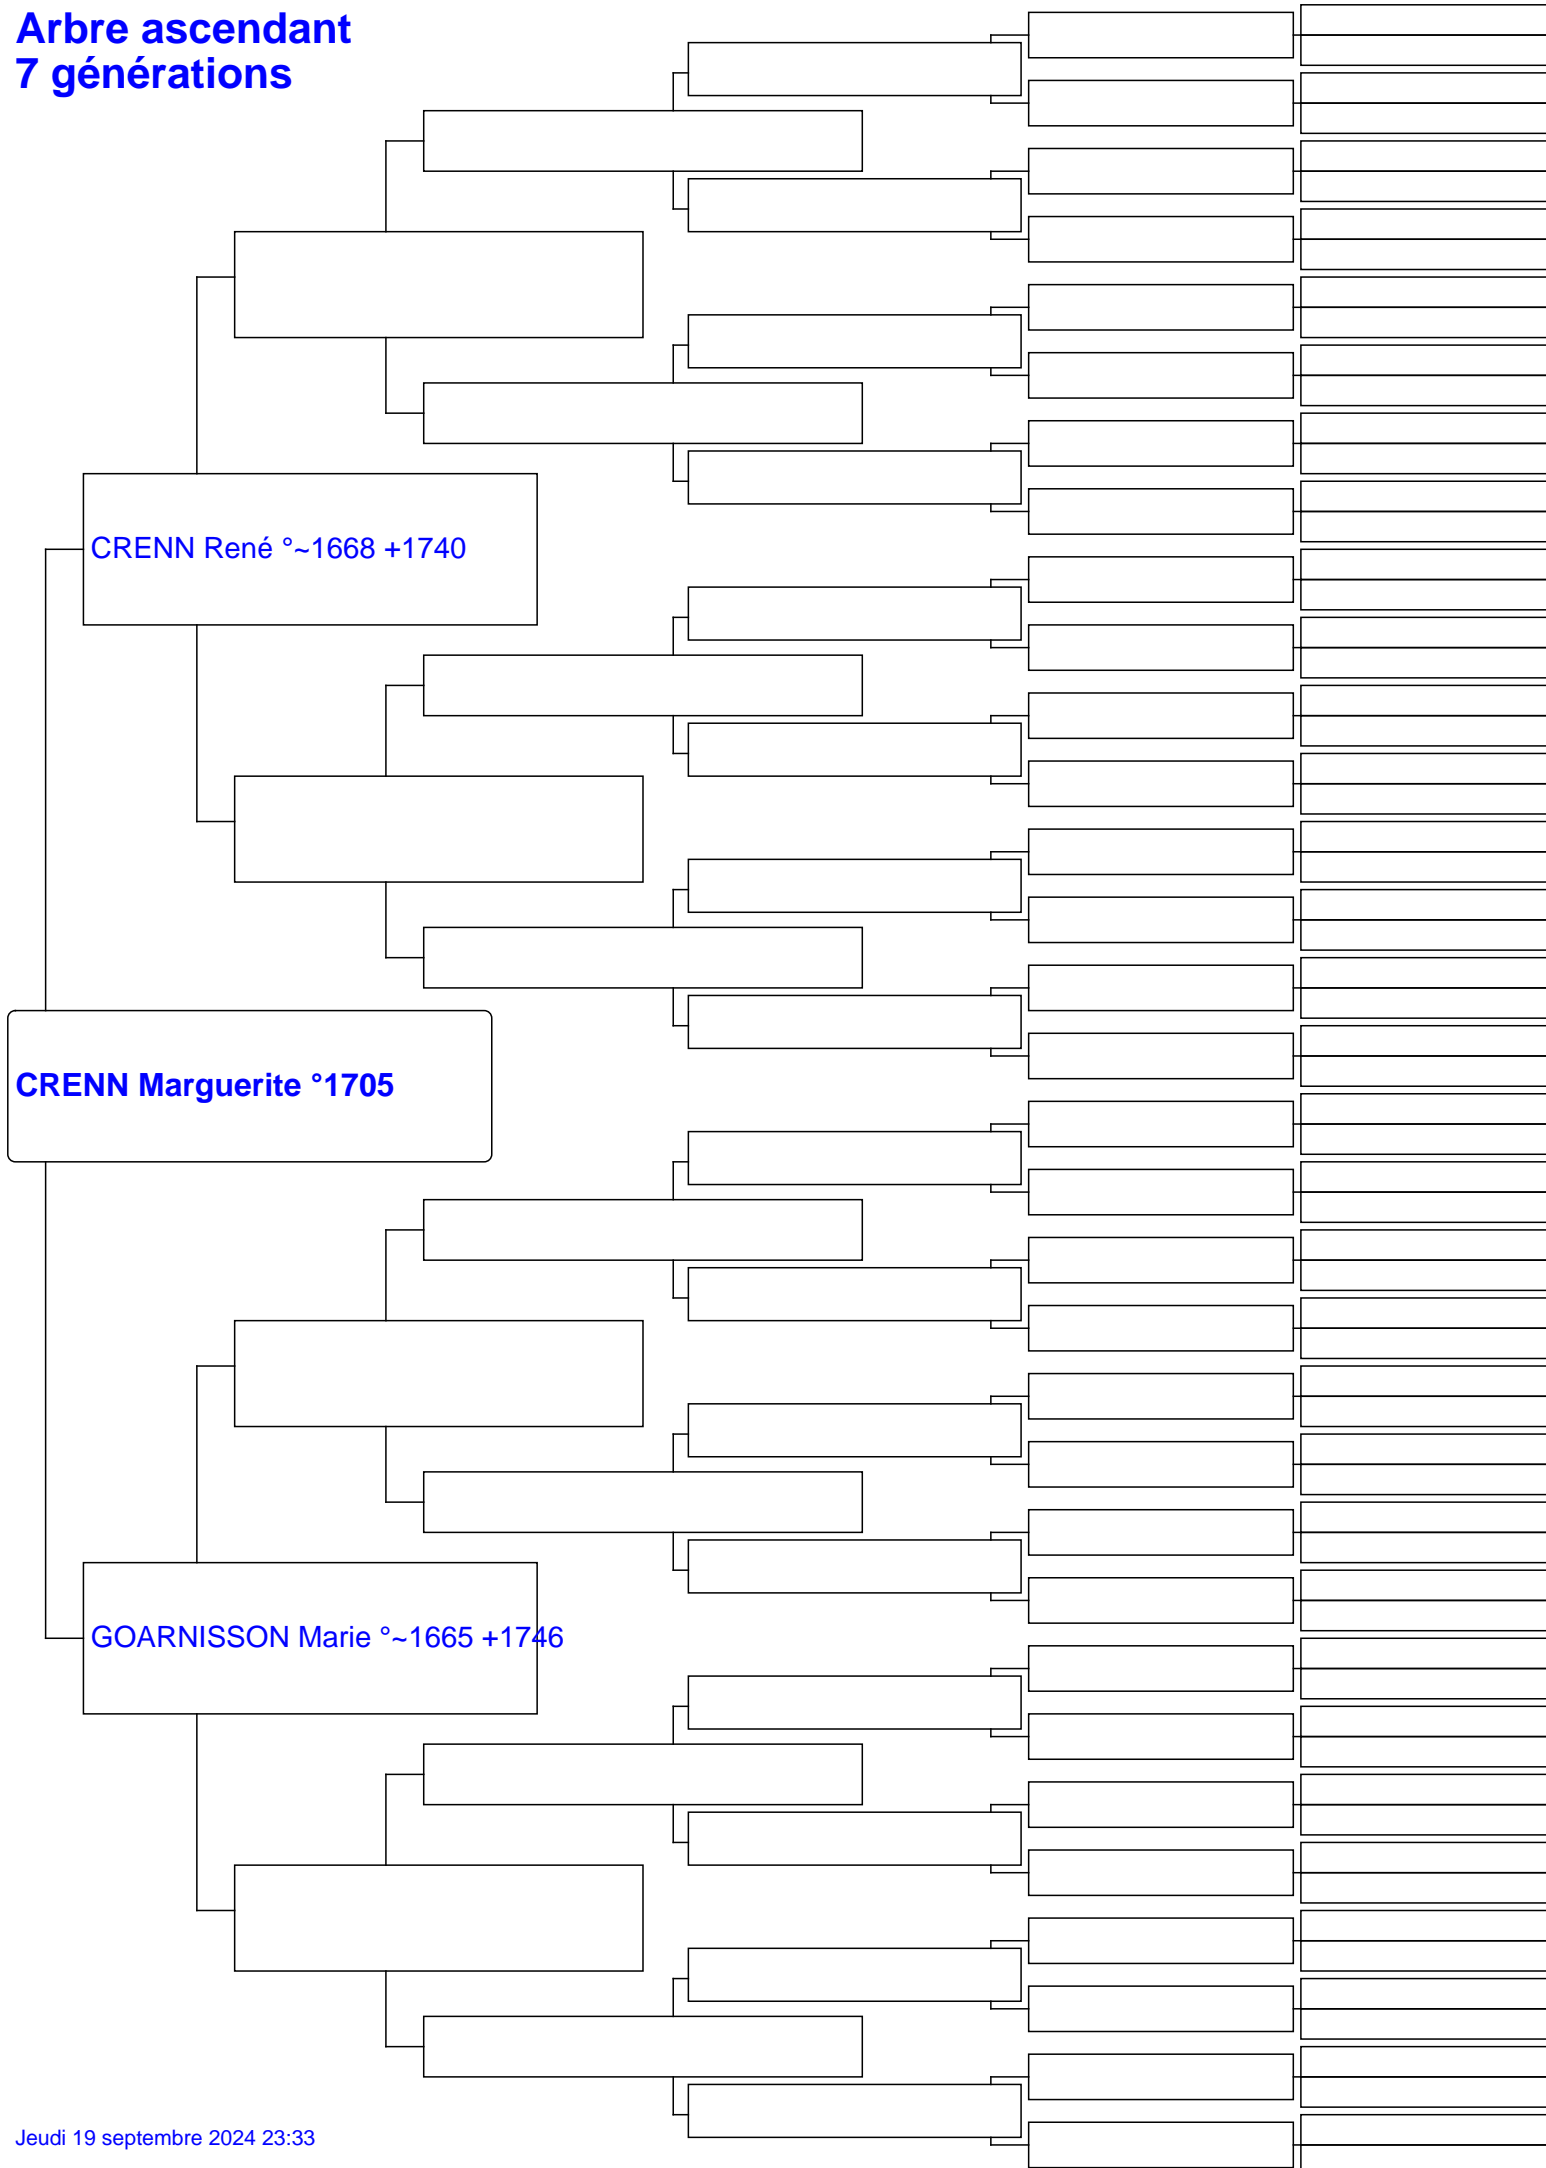 Arbre ascendant
7 générations
CRENN René °~1668 +1740
CRENN Marguerite °1705
GOARNISSON Marie °~1665 +1746
Jeudi 19 septembre 2024 23:33